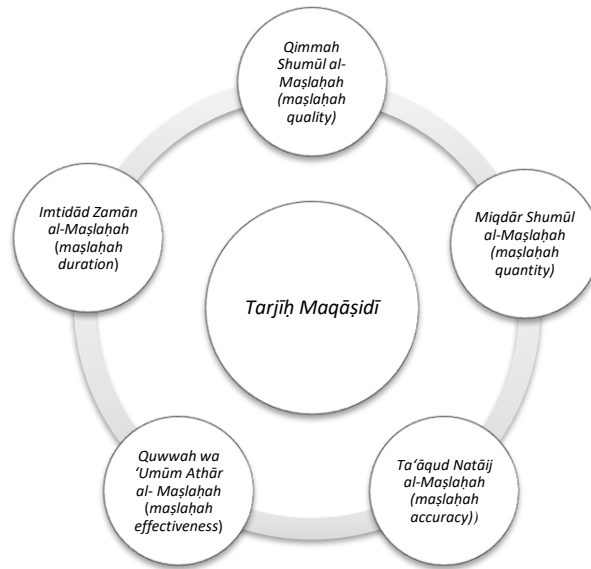 Qimmah
Shumūl al-
Maṣlaḥah
(maṣlaḥah
quality)
Miqdār Shumūl
al-Maṣlaḥah
(maṣlaḥah
quantity)
Ta‘āqud Natāij
al-Maṣlaḥah
(maṣlaḥah
accuracy))
Quwwah wa
‘Umūm Athār
al- Maṣlaḥah
(maṣlaḥah
effectiveness)
Imtidād Zamān
al-Maṣlaḥah
(maṣlaḥah
duration)
Tarjīḥ Maqāṣidī